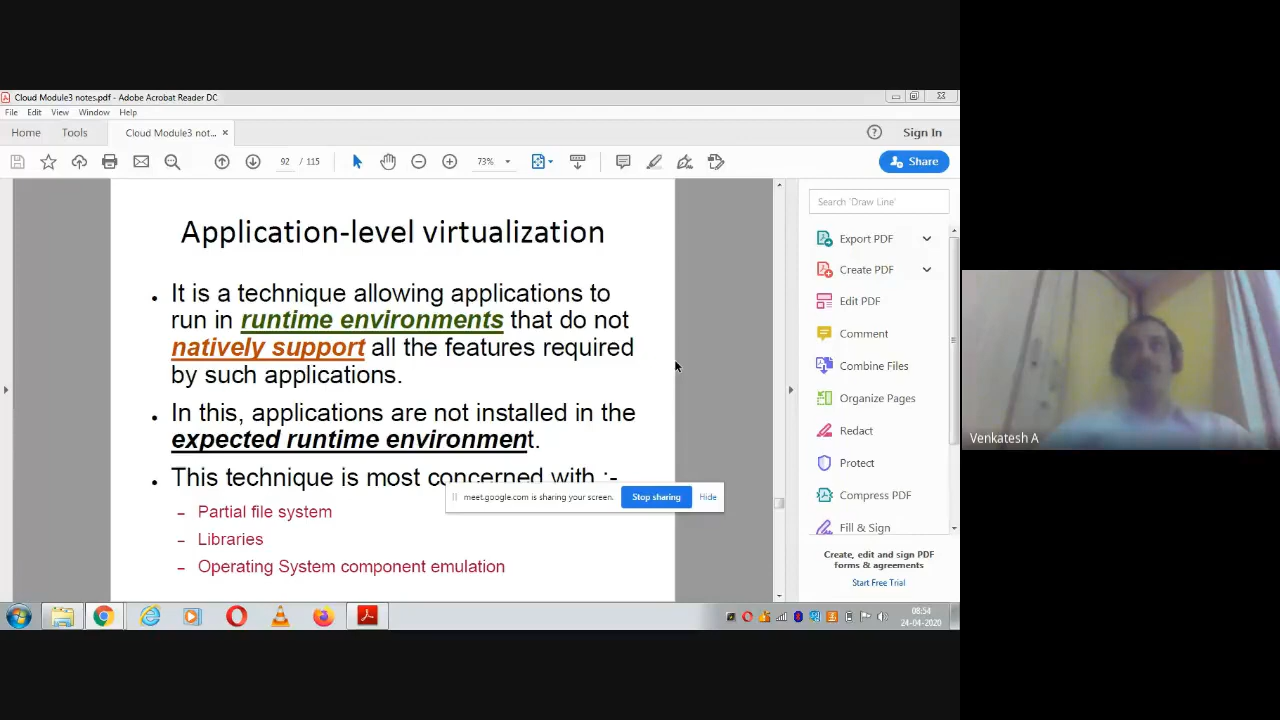 Cloud Module3 notes.pdf - Adobe Acrobat Reader DC
File Edit View Window Help
Home Tools Cloud Module3 not... × Sign In
92 / 115 73% Share
Application-level virtualization
• It is a technique allowing applications to
run in runtime environments that do not
natively support all the features required
by such applications.
• In this, applications are not installed in the
expected runtime environment.
• This technique is most concerned with :-
– Partial file system
– Libraries
– Operating System component emulation
meet.google.com is sharing your screen. Stop sharing Hide
Search 'Draw Line'
Export PDF
Create PDF
Edit PDF
Comment
Combine Files
Organize Pages
Redact
Protect
Compress PDF
Fill & Sign
Create, edit and sign PDF
forms & agreements
Start Free Trial
08:54
24-04-2020
Venkatesh A